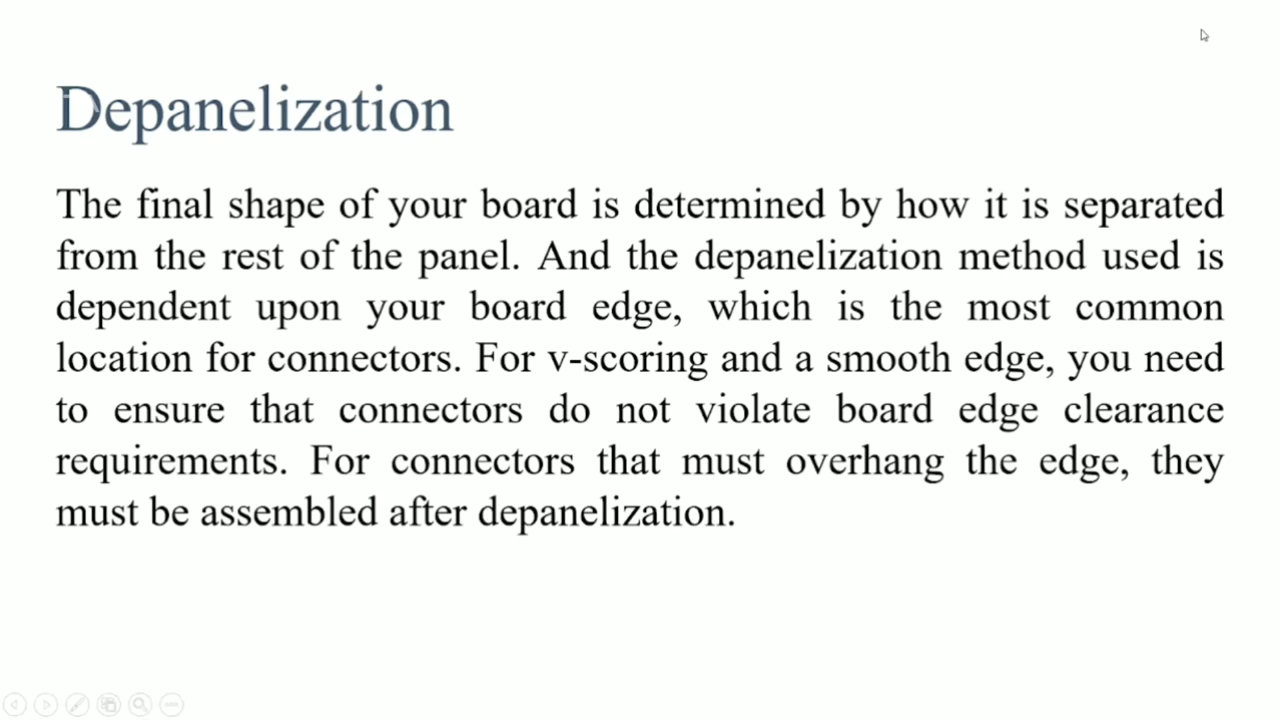 Depanelization
The final shape of your board is determined by how it is separated
from the rest of the panel. And the depanelization method used is
dependent upon your board edge, which is the most common
location for connectors. For v-scoring and a smooth edge, you need
to ensure that connectors do not violate board edge clearance
requirements. For connectors that must overhang the edge, they
must be assembled after depanelization.